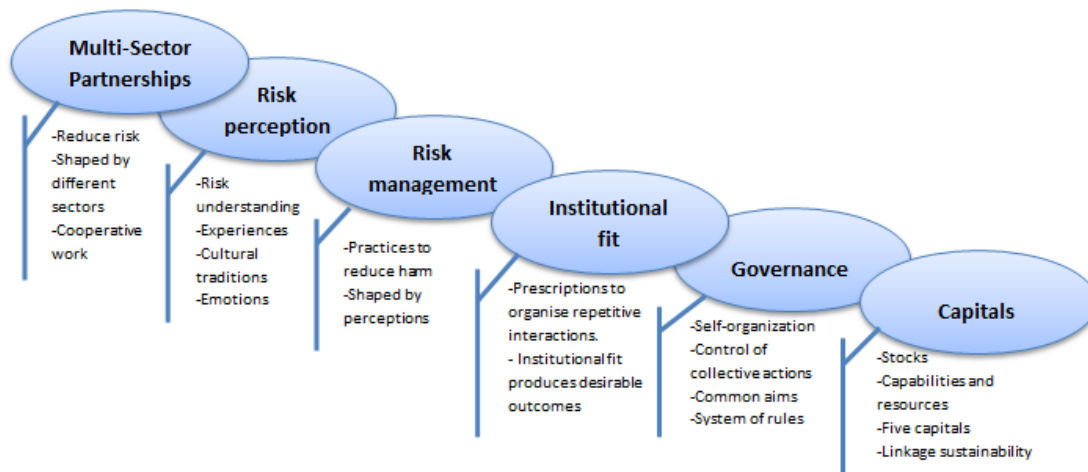 Multi-Sector
Partnerships
-Reduce risk
-Shaped by
different
sectors
-Cooperative
work
Risk
perception
-Risk
understanding
-Experiences
-Cultural
traditions
-Emotions
Risk
management
-Practices to
reduce harm
-Shaped by
perceptions
Institutional
fit
-Prescriptions to
organise repetitive
interactions.
- Institutional fit
produces desirable
outcomes
Governance
-Self-organization
-Control of
collective actions
-Common aims
-System of rules
Capitals
-Stocks
-Capabilities and
resources
-Five capitals
-Linkage sustainability